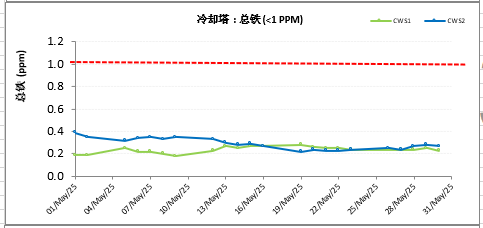 冷却塔：总铁 (<1 PPM)
CWS1
CWS2
总铁 (ppm)
1.2
1.0
0.8
0.6
0.4
0.2
0.0
01/May/25
04/May/25
07/May/25
10/May/25
13/May/25
16/May/25
19/May/25
22/May/25
25/May/25
28/May/25
31/May/25